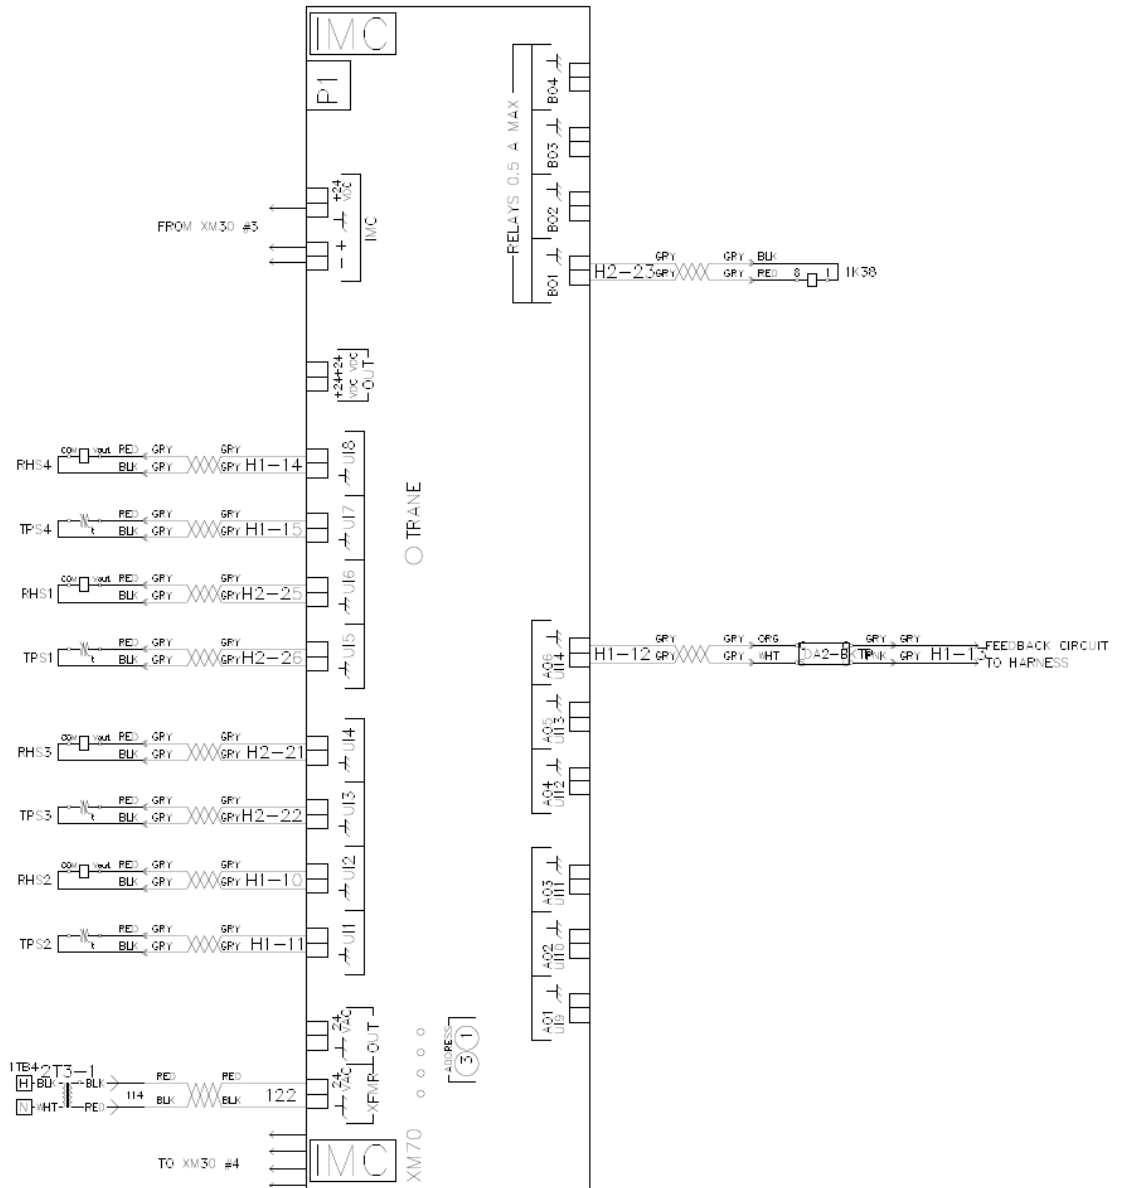 IMC
P1
+24
VDC
IMC
+
-
FROM XM30 #3
+24 +24
VDC VDC
OUT
RELAYS 0.5 A MAX
BO4
BO3
BO2
BO1
H2-23
GRY GRY BLK
GRY GRY RED 8 1
1K38
RHS4 COM Vout RED GRY GRY
BLK GRY GRY H1-14 UI8
TPS4 RED GRY GRY
t BLK GRY GRY H1-15 UI7
RHS1 COM Vout RED GRY GRY
BLK GRY GRY H2-25 UI6
TPS1 RED GRY GRY
t BLK GRY GRY H2-26 UI5
TRANE
RHS3 COM Vout RED GRY GRY
BLK GRY GRY H2-21 UI4
TPS3 RED GRY GRY
t BLK GRY GRY H2-22 UI3
RHS2 COM Vout RED GRY GRY
BLK GRY GRY H1-10 UI2
TPS2 RED GRY GRY
t BLK GRY GRY H1-11 UI1
AO6
UI14
H1-12
GRY GRY ORG
GRY GRY WHT
GRY GRY
GRY H1-13
FEEDBACK CIRCUIT
TO HARNESS
AO5
UI13
AO4
UI12
AO3
UI11
AO2
UI10
AO1
UI9
24
VAC
OUT
24
VAC
XFMR
ADDRESS
3 1
1TB4 2T3-1
H BLK BLK RED RED
114 122
N WHT RED BLK BLK
TO XM30 #4
IMC
XM70